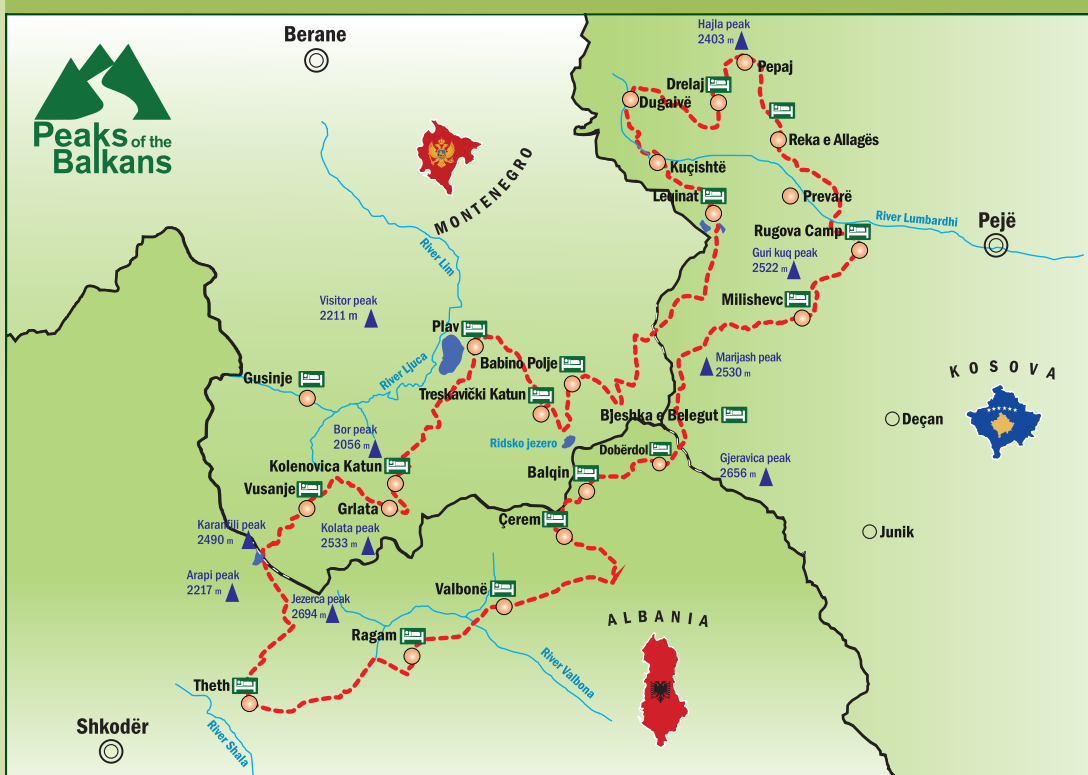 Berane
Hajla peak
2403 m
Pepaj
Drelaj
Dugaivë
Peaks of the
Balkans
Reka e Allagës
MONTENEGRO
Kuçishtë
Leqinat
Prevarë
River Lumbardhi
Pejë
Rugova Camp
River Lim
Guri kuq peak
2522 m
Milishevc
Visitor peak
2211 m
Plav
Marijash peak
2530 m
Babino Polje
River Ljuca
Gusinje
Treskavički Katun
KOSOVA
Bjeshka e Belegut
Deçan
Bor peak
2056 m
Ridsko jezero
Dobërdol
Gjeravica peak
2656 m
Kolenovica Katun
Balqin
Vusanje
Grlata
Çerem
Karanfili peak
2490 m
Kolata peak
2533 m
Junik
Arapi peak
2217 m
Jezerca peak
2694 m
Valbonë
ALBANIA
Ragam
River Valbona
Theth
Shkodër
River Shala